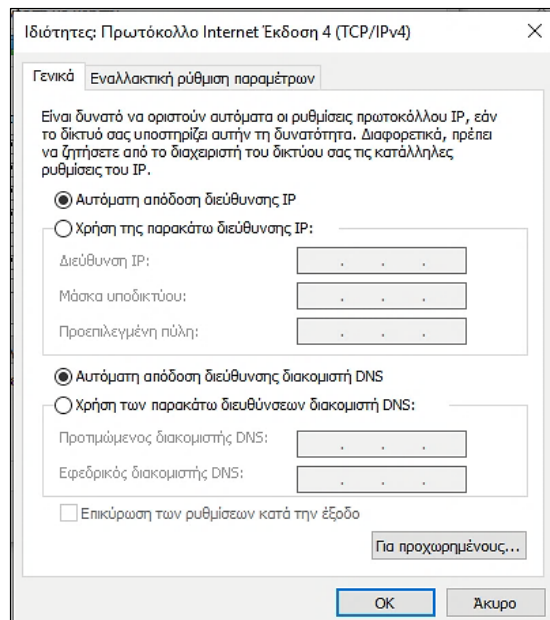 Ιδιότητες: Πρωτόκολλο Internet Έκδοση 4 (TCP/IPv4)
Γενικά Εναλλακτική ρύθμιση παραμέτρων
Είναι δυνατό να οριστούν αυτόματα οι ρυθμίσεις πρωτοκόλλου IP, εάν
το δίκτυό σας υποστηρίζει αυτήν τη δυνατότητα. Διαφορετικά, πρέπει
να ζητήσετε από το διαχειριστή του δικτύου σας τις κατάλληλες
ρυθμίσεις του IP.
Αυτόματη απόδοση διεύθυνσης IP
Χρήση της παρακάτω διεύθυνσης IP:
Διεύθυνση IP:
Μάσκα υποδικτύου:
Προεπιλεγμένη πύλη:
Αυτόματη απόδοση διεύθυνσης διακομιστή DNS
Χρήση των παρακάτω διευθύνσεων διακομιστή DNS:
Προτιμώμενος διακομιστής DNS:
Εφεδρικός διακομιστής DNS:
Επικύρωση των ρυθμίσεων κατά την έξοδο
Για προχωρημένους...
OK Άκυρο